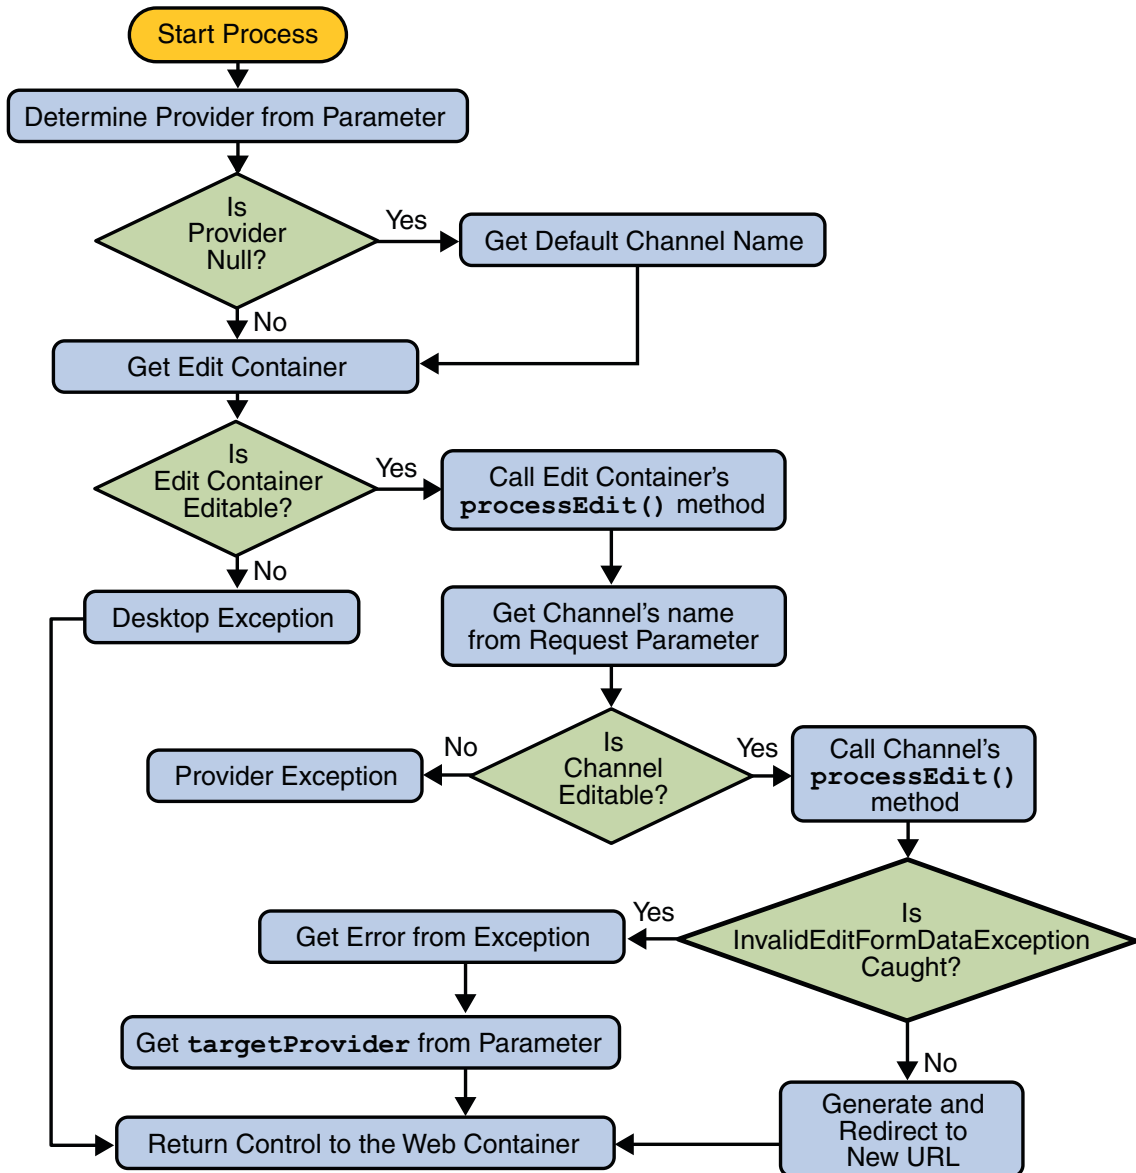 Start Process
Determine Provider from Parameter
Is
Provider
Null?
Yes
Get Default Channel Name
No
Get Edit Container
Is
Edit Container
Editable?
Yes
Call Edit Container’s
processEdit() method
No
Desktop Exception
Get Channel’s name
from Request Parameter
Is
Channel
Editable?
No
Provider Exception
Yes
Call Channel’s
processEdit()
method
Is
InvalidEditFormDataException
Caught?
Yes
Get Error from Exception
Get targetProvider from Parameter
No
Generate and
Redirect to
New URL
Return Control to the Web Container